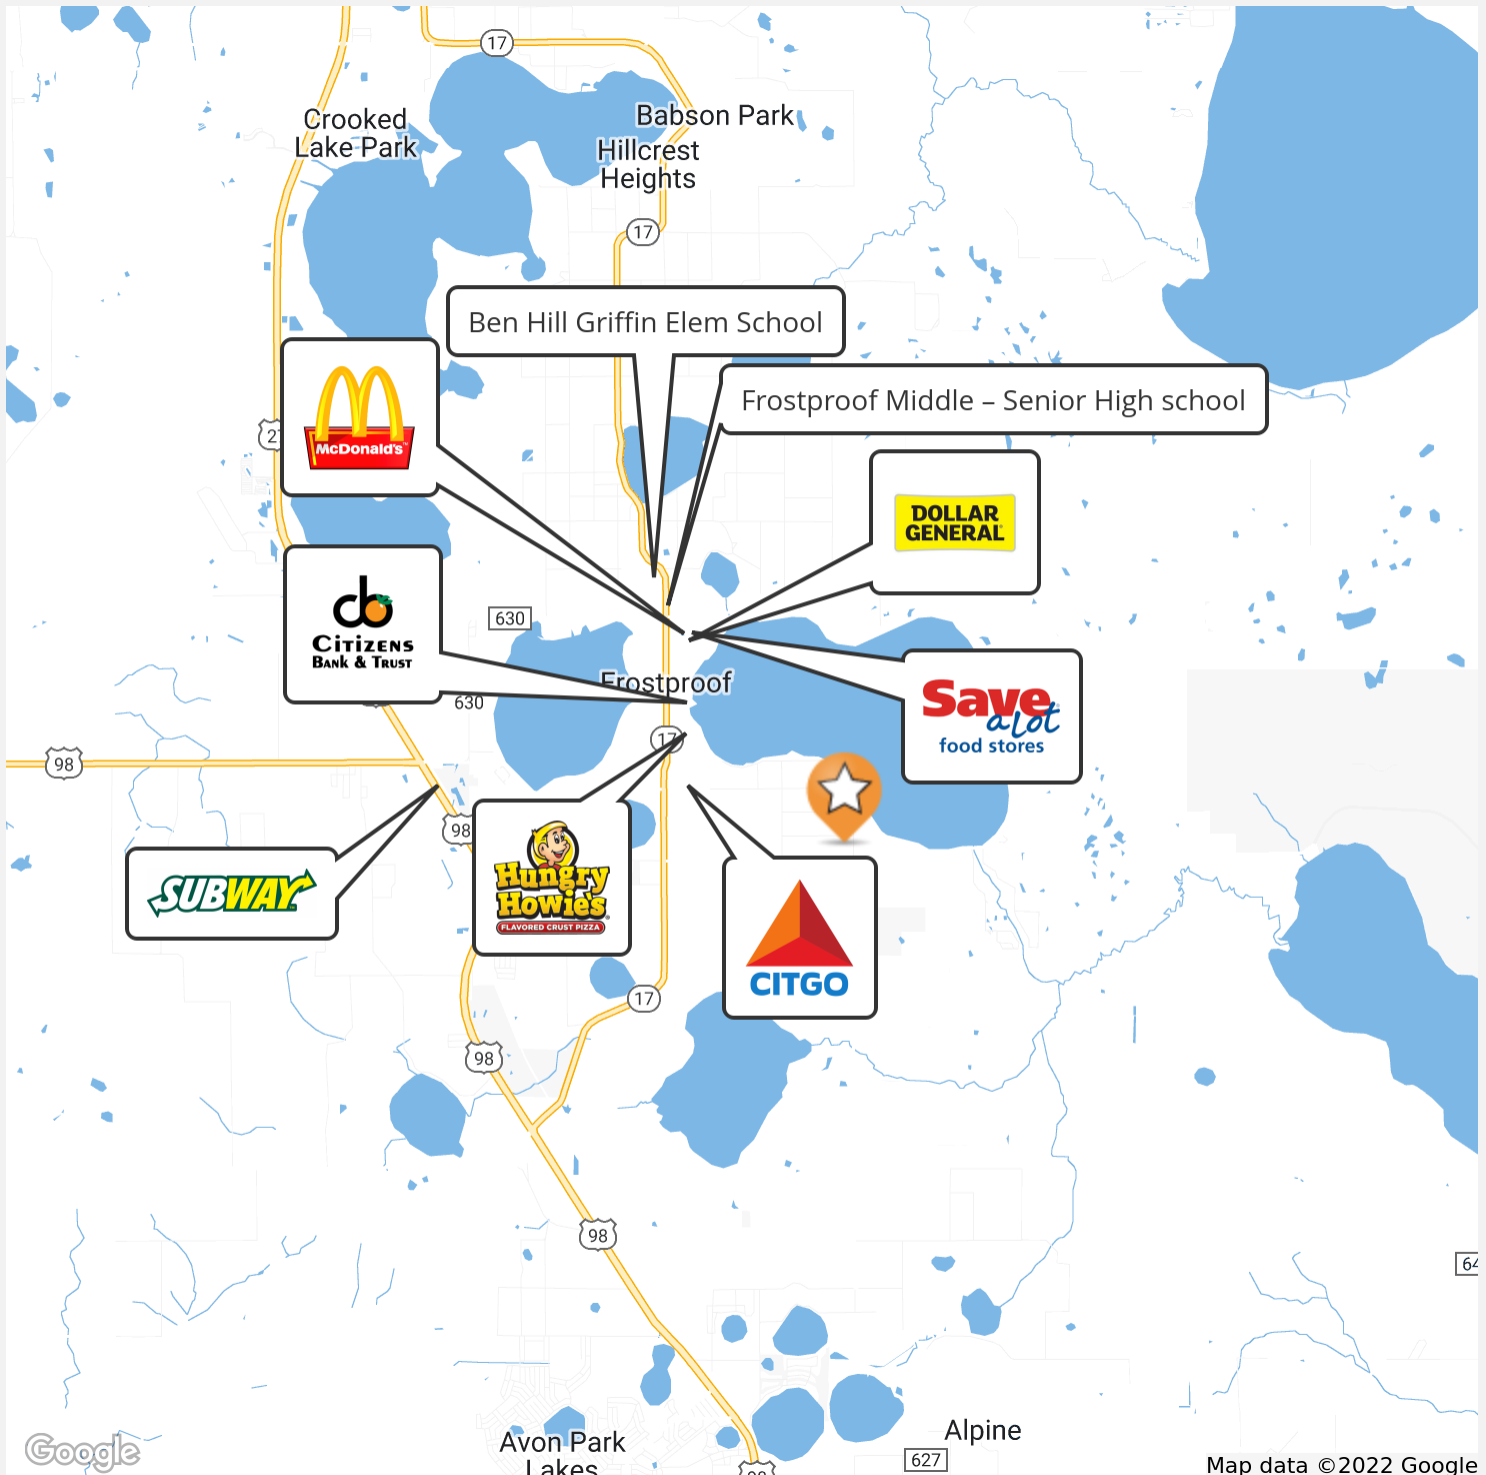 17
Crooked
Lake Park
Babson Park
Hillcrest
Heights
17
Ben Hill Griffin Elem School
McDonald's
Frostproof Middle – Senior High school
DOLLAR
GENERAL
630
CITIZENS
BANK & TRUST
Frostproof
630
Save
a lot
food stores
17
98
98
SUBWAY
Hungry
Howie's
FLAVORED CRUST PIZZA
CITGO
17
98
98
Alpine
Avon Park
Lakes
627
Google
Map data ©2022 Google